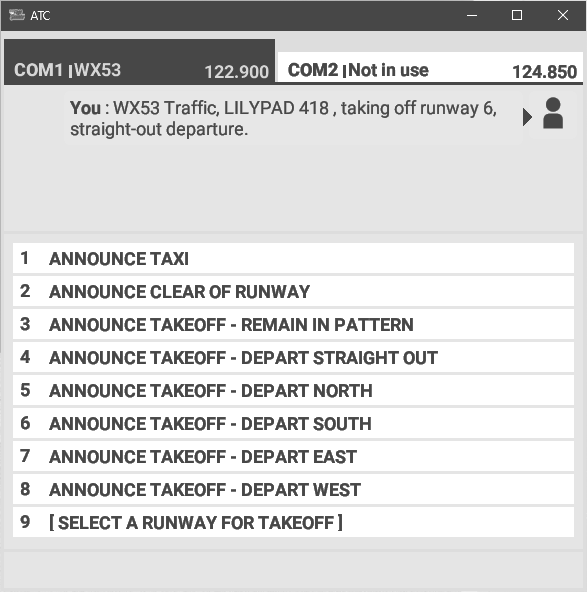 ATC
COM1 |WX53 122.900 COM2 |Not in use 124.850
You : WX53 Traffic, LILYPAD 418 , taking off runway 6,
straight-out departure.
1 ANNOUNCE TAXI
2 ANNOUNCE CLEAR OF RUNWAY
3 ANNOUNCE TAKEOFF - REMAIN IN PATTERN
4 ANNOUNCE TAKEOFF - DEPART STRAIGHT OUT
5 ANNOUNCE TAKEOFF - DEPART NORTH
6 ANNOUNCE TAKEOFF - DEPART SOUTH
7 ANNOUNCE TAKEOFF - DEPART EAST
8 ANNOUNCE TAKEOFF - DEPART WEST
9 [ SELECT A RUNWAY FOR TAKEOFF ]